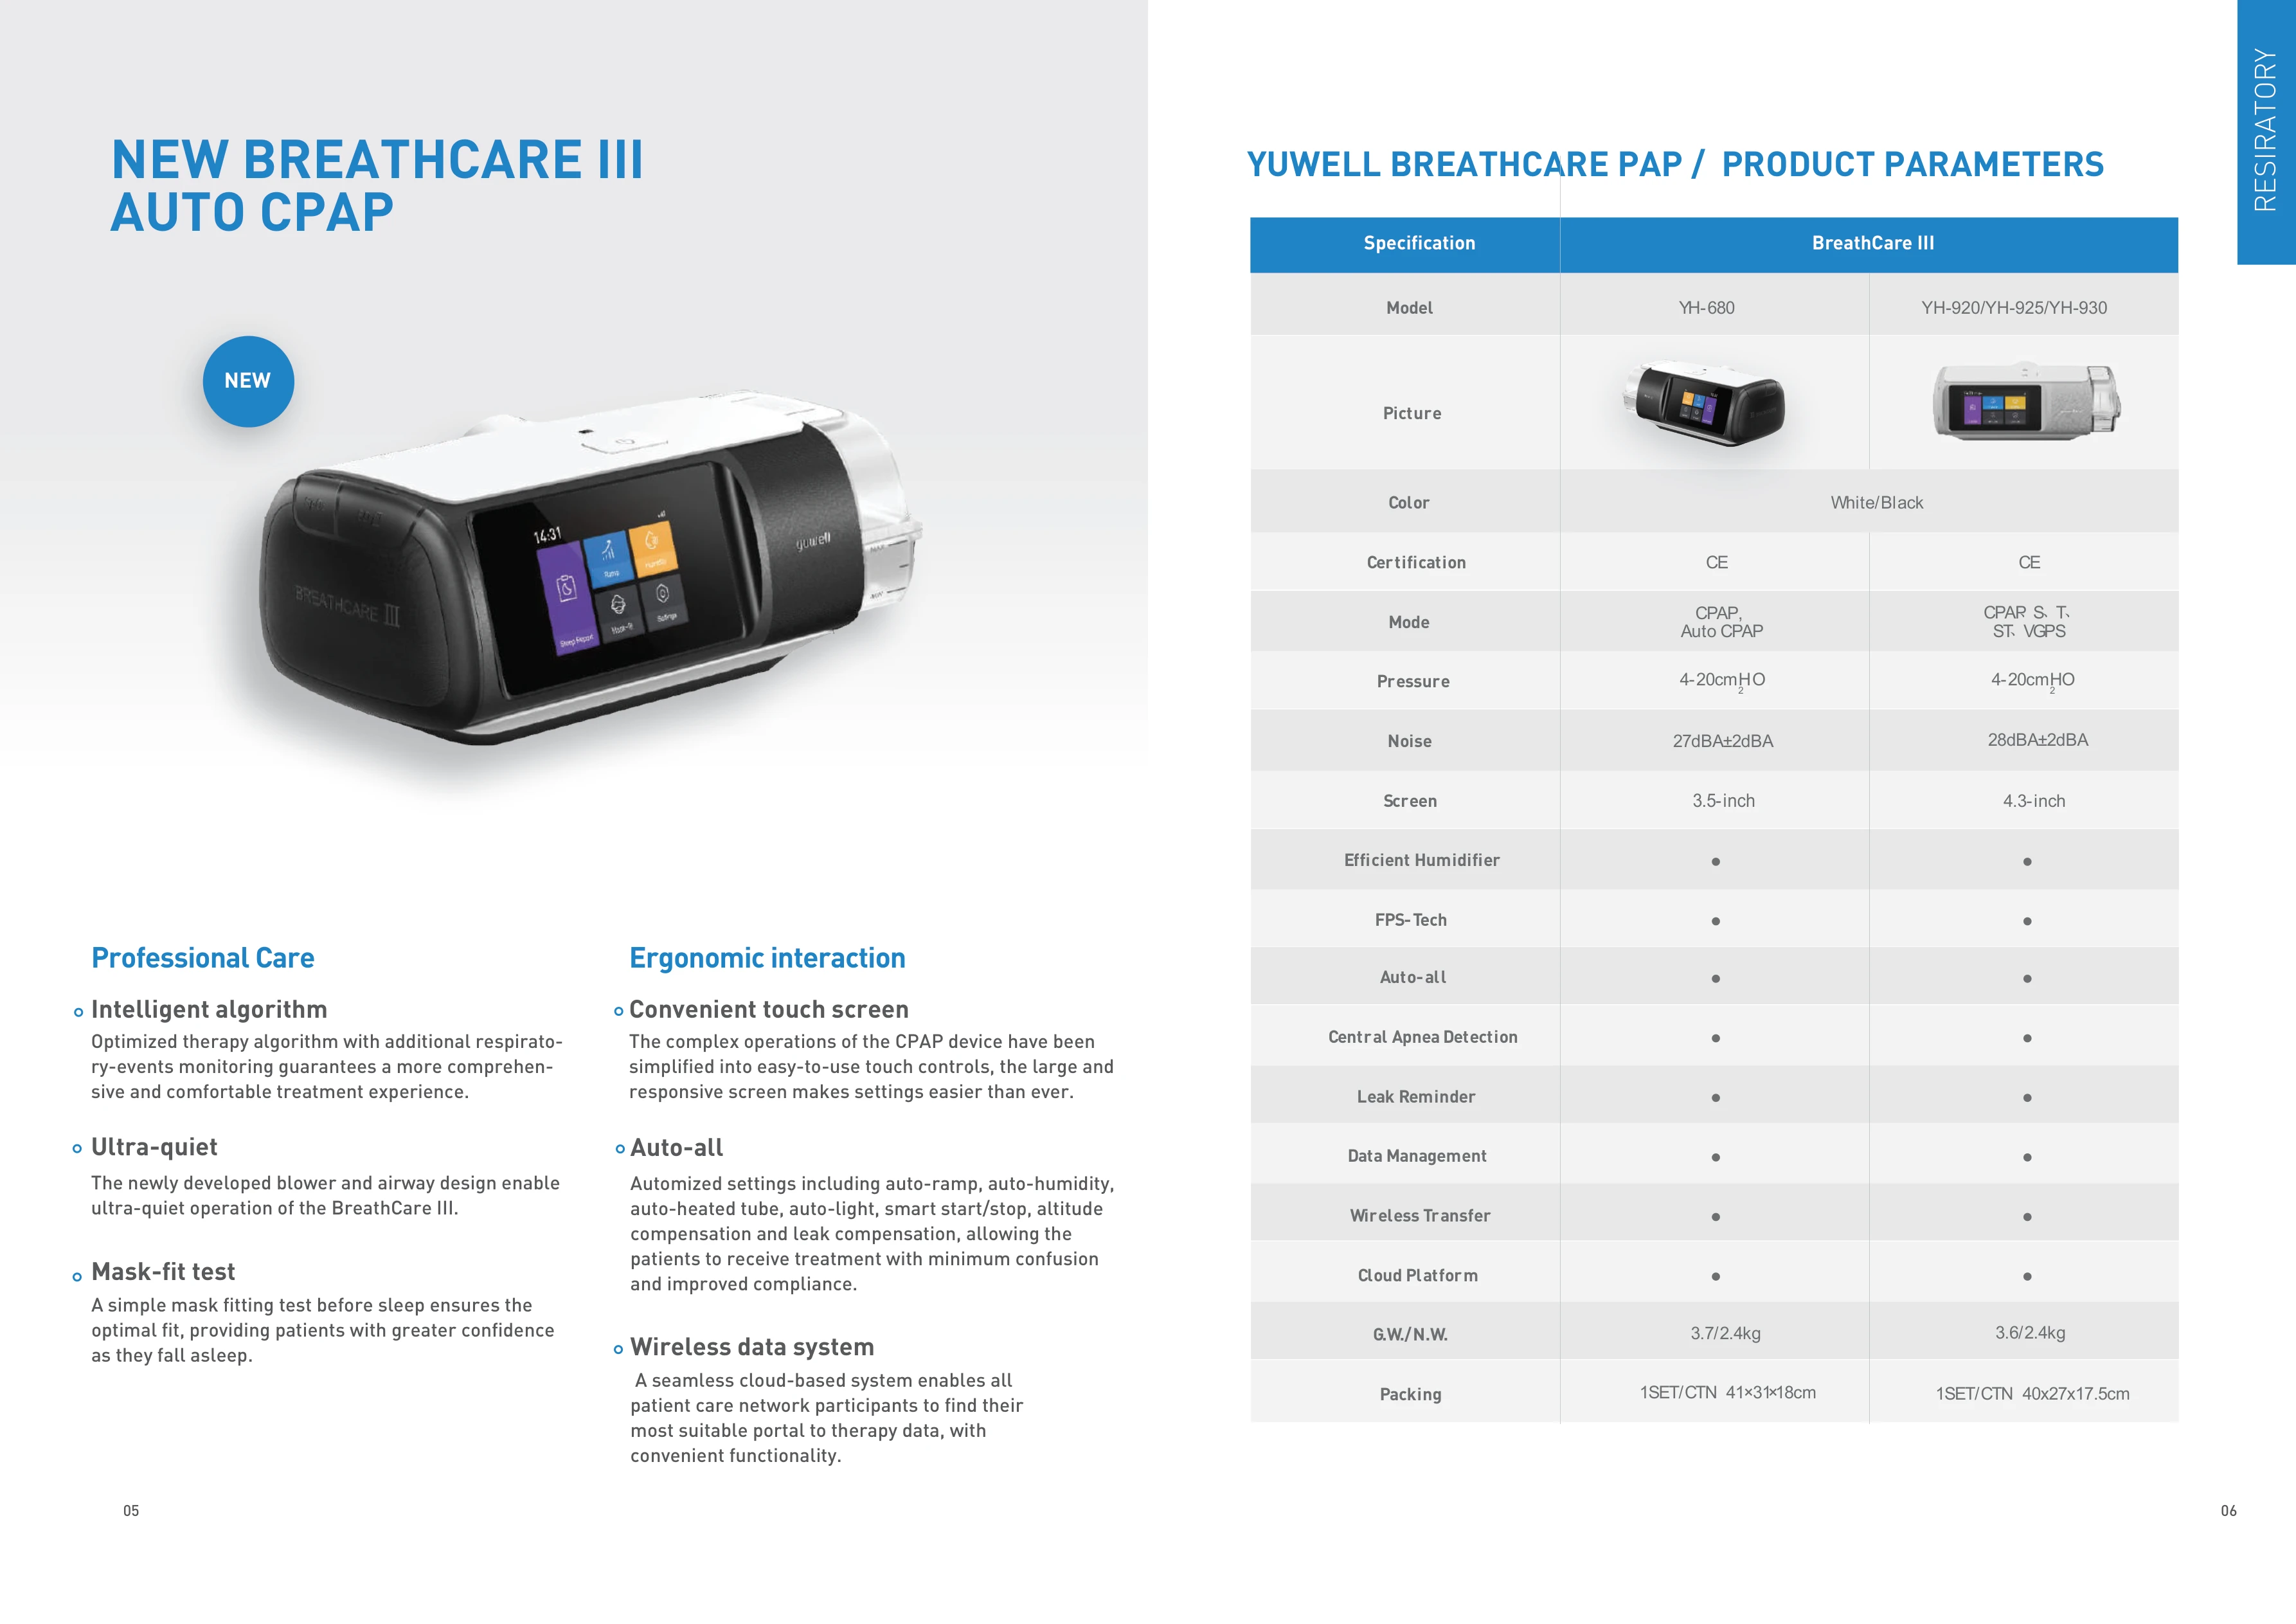 NEW BREATHCARE III
AUTO CPAP
NEW
14:31
Ramp
Humidity
Sleep Report
Mask-fit
Settings
BREATHCARE III
yuwell
Professional Care
Intelligent algorithm
Optimized therapy algorithm with additional respirato-
ry-events monitoring guarantees a more comprehen-
sive and comfortable treatment experience.
Ultra-quiet
The newly developed blower and airway design enable
ultra-quiet operation of the BreathCare III.
Mask-fit test
A simple mask fitting test before sleep ensures the
optimal fit, providing patients with greater confidence
as they fall asleep.
Ergonomic interaction
Convenient touch screen
The complex operations of the CPAP device have been
simplified into easy-to-use touch controls, the large and
responsive screen makes settings easier than ever.
Auto-all
Automized settings including auto-ramp, auto-humidity,
auto-heated tube, auto-light, smart start/stop, altitude
compensation and leak compensation, allowing the
patients to receive treatment with minimum confusion
and improved compliance.
Wireless data system
A seamless cloud-based system enables all
patient care network participants to find their
most suitable portal to therapy data, with
convenient functionality.
05
RESIRATORY
YUWELL BREATHCARE PAP / PRODUCT PARAMETERS
Specification BreathCare III
Model YH-680 YH-920/YH-925/YH-930
Picture
Color White/Black
Certification CE CE
Mode CPAP, Auto CPAP CPAP、S、T、ST、VGPS
Pressure 4-20cmH₂O 4-20cmH₂O
Noise 27dBA±2dBA 28dBA±2dBA
Screen 3.5-inch 4.3-inch
Efficient Humidifier ● ●
FPS-Tech ● ●
Auto-all ● ●
Central Apnea Detection ● ●
Leak Reminder ● ●
Data Management ● ●
Wireless Transfer ● ●
Cloud Platform ● ●
G.W./N.W. 3.7/2.4kg 3.6/2.4kg
Packing 1SET/CTN 41×31×18cm 1SET/CTN 40x27x17.5cm
06